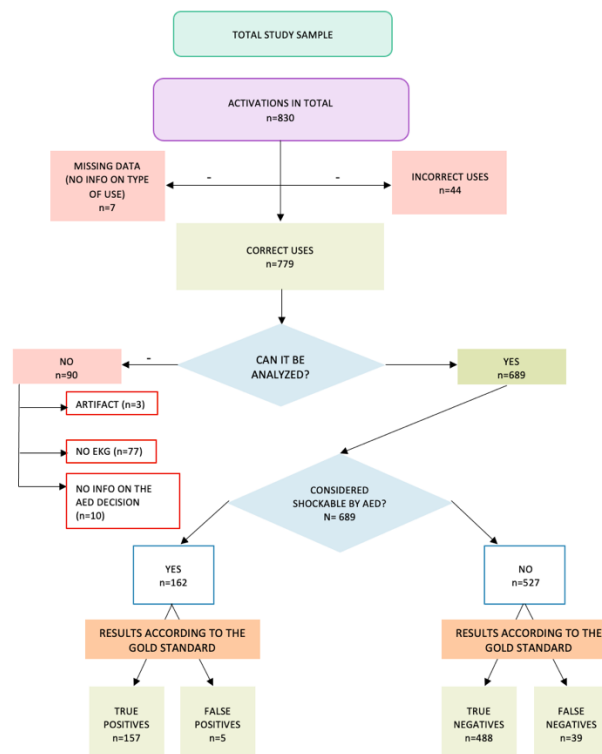 TOTAL STUDY SAMPLE
ACTIVATIONS IN TOTAL
n=830
MISSING DATA
(NO INFO ON TYPE
OF USE)
n=7
-
-
INCORRECT USES
n=44
CORRECT USES
n=779
NO
n=90
-
CAN IT BE
ANALYZED?
YES
n=689
ARTIFACT (n=3)
NO EKG (n=77)
NO INFO ON THE
AED DECISION
(n=10)
CONSIDERED
SHOCKABLE BY AED?
N= 689
YES
n=162
NO
n=527
RESULTS ACCORDING TO THE
GOLD STANDARD
RESULTS ACCORDING TO THE
GOLD STANDARD
TRUE
POSITIVES
n=157
FALSE
POSITIVES
n=5
TRUE
NEGATIVES
n=488
FALSE
NEGATIVES
n=39